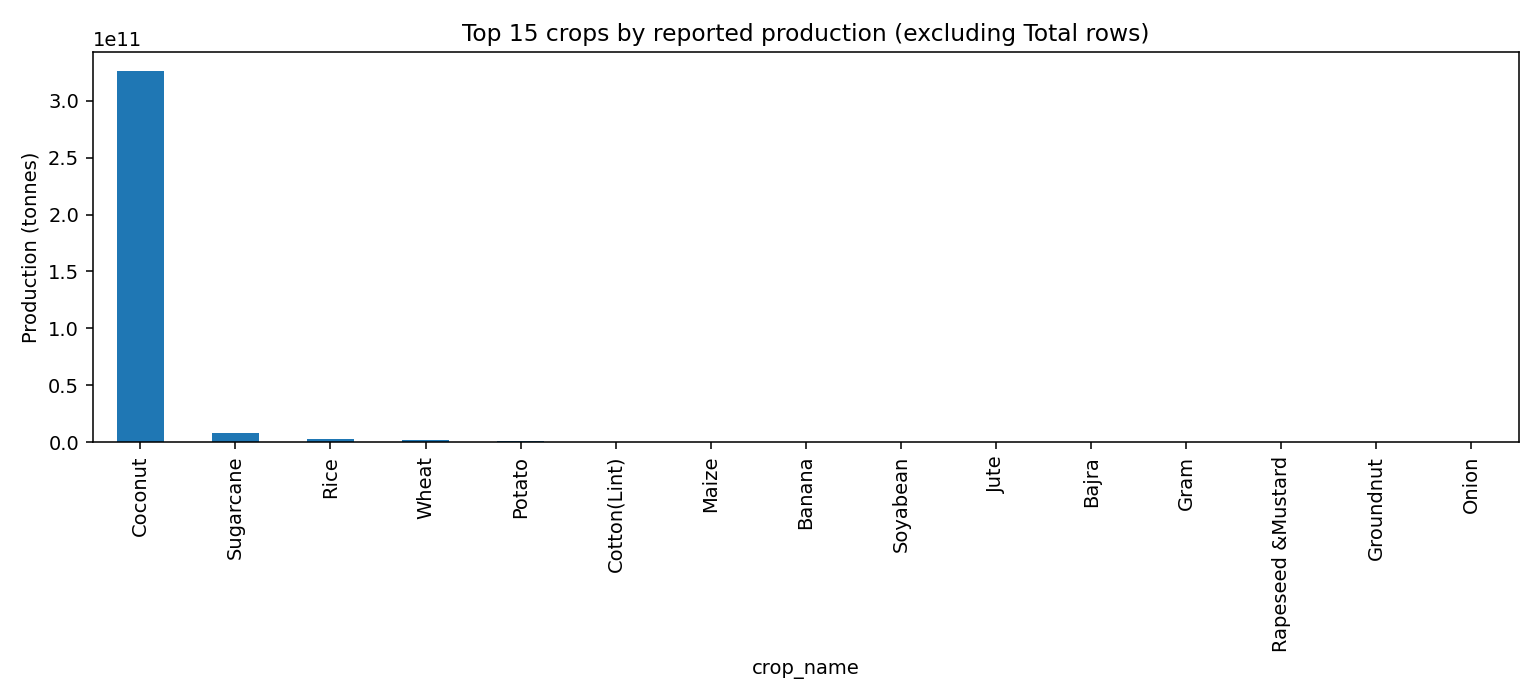 Top 15 crops by reported production (excluding Total rows)
1e11
Production (tonnes)
3.0
2.5
2.0
1.5
1.0
0.5
0.0
Coconut
Sugarcane
Rice
Wheat
Potato
Cotton(Lint)
Maize
Banana
Soyabean
Jute
Bajra
Gram
Rapeseed &Mustard
Groundnut
Onion
crop_name